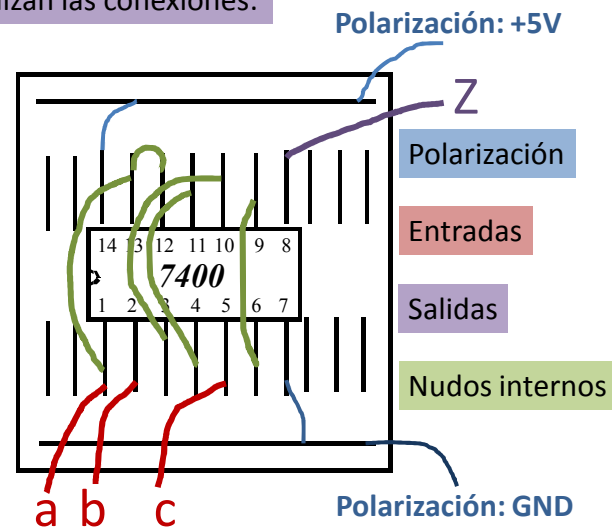 izan las conexiones.
Polarización: +5V
Z
Polarización
Entradas
14 13 12 11 10 9 8
7400
1 2 3 4 5 6 7
Salidas
Nudos internos
a b c
Polarización: GND